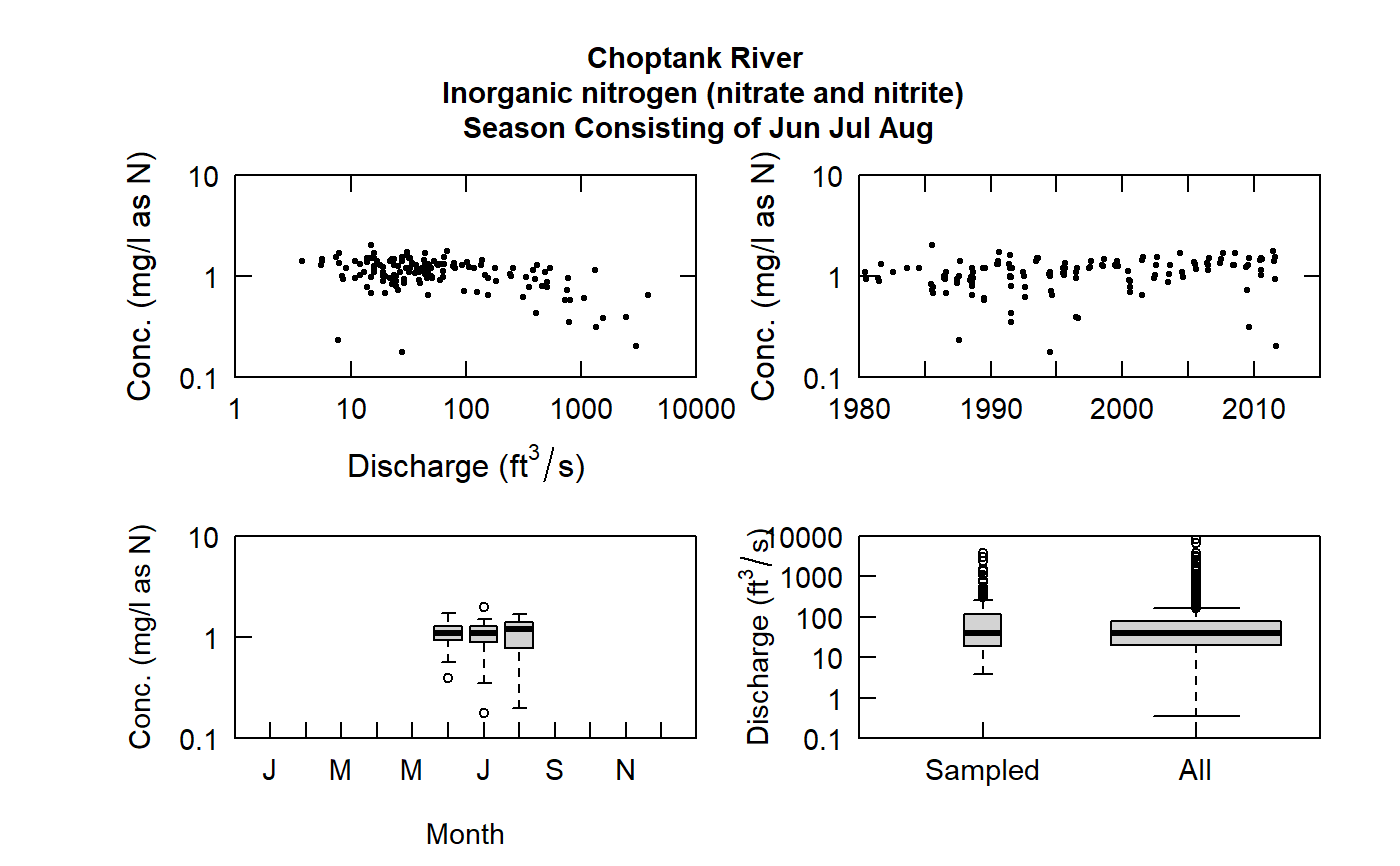 Choptank River
Inorganic nitrogen (nitrate and nitrite)
Season Consisting of Jun Jul Aug
Conc. (mg/l as N)
10
1
0.1
1 10 100 1000 10000
Discharge (ft³/s)
Conc. (mg/l as N)
10
1
0.1
1980 1990 2000 2010
Conc. (mg/l as N)
10
1
0.1
J M M J S N
Month
Discharge (ft³/s)
10000
1000
100
10
1
0.1
Sampled All